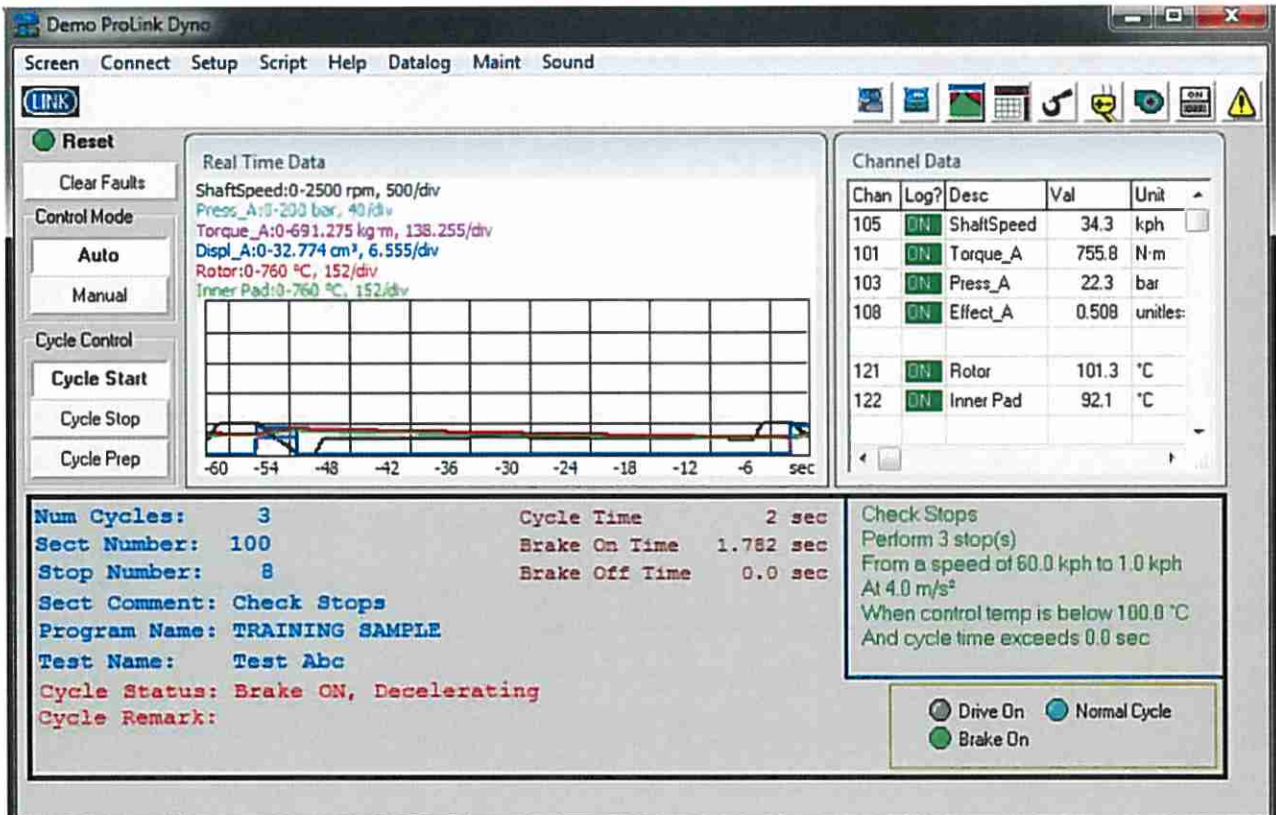 Demo ProLink Dyno
Screen Connect Setup Script Help Datalog Maint Sound
LINK
Reset
Clear Faults
Control Mode
Auto
Manual
Cycle Control
Cycle Start
Cycle Stop
Cycle Prep
Real Time Data
ShaftSpeed:0-2500 rpm, 500/div
Press_A:0-200 bar, 40/div
Torque_A:0-691.275 kg·m, 138.255/div
Displ_A:0-32.774 cm³, 6.555/div
Rotor:0-760 °C, 152/div
Inner Pad:0-760 °C, 152/div
-60 -54 -48 -42 -36 -30 -24 -18 -12 -6 sec
Channel Data
Chan Log? Desc Val Unit
105 ON ShaftSpeed 34.3 kph
101 ON Torque_A 755.8 N·m
103 ON Press_A 22.3 bar
108 ON Effect_A 0.508 unitles
121 ON Rotor 101.3 °C
122 ON Inner Pad 92.1 °C
Num Cycles: 3
Sect Number: 100
Stop Number: 8
Sect Comment: Check Stops
Program Name: TRAINING SAMPLE
Test Name: Test Abc
Cycle Status: Brake ON, Decelerating
Cycle Remark:
Cycle Time 2 sec
Brake On Time 1.782 sec
Brake Off Time 0.0 sec
Check Stops
Perform 3 stop(s)
From a speed of 60.0 kph to 1.0 kph
At 4.0 m/s²
When control temp is below 100.0 °C
And cycle time exceeds 0.0 sec
Drive On Normal Cycle
Brake On